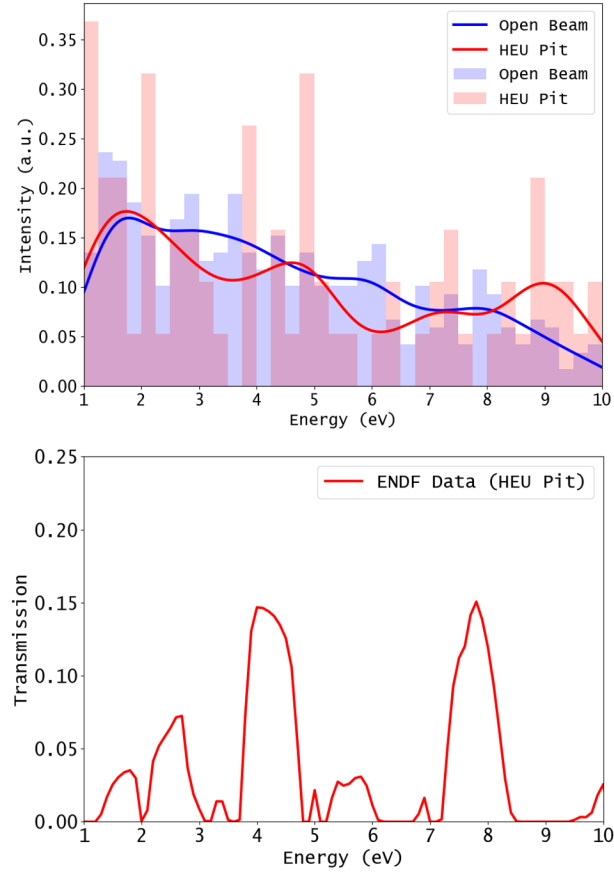 Open Beam
HEU Pit
Open Beam
HEU Pit
Intensity (a.u.)
0.35
0.30
0.25
0.20
0.15
0.10
0.05
0.00
1 2 3 4 5 6 7 8 9 10
Energy (eV)
ENDF Data (HEU Pit)
Transmission
0.25
0.20
0.15
0.10
0.05
0.00
1 2 3 4 5 6 7 8 9 10
Energy (eV)